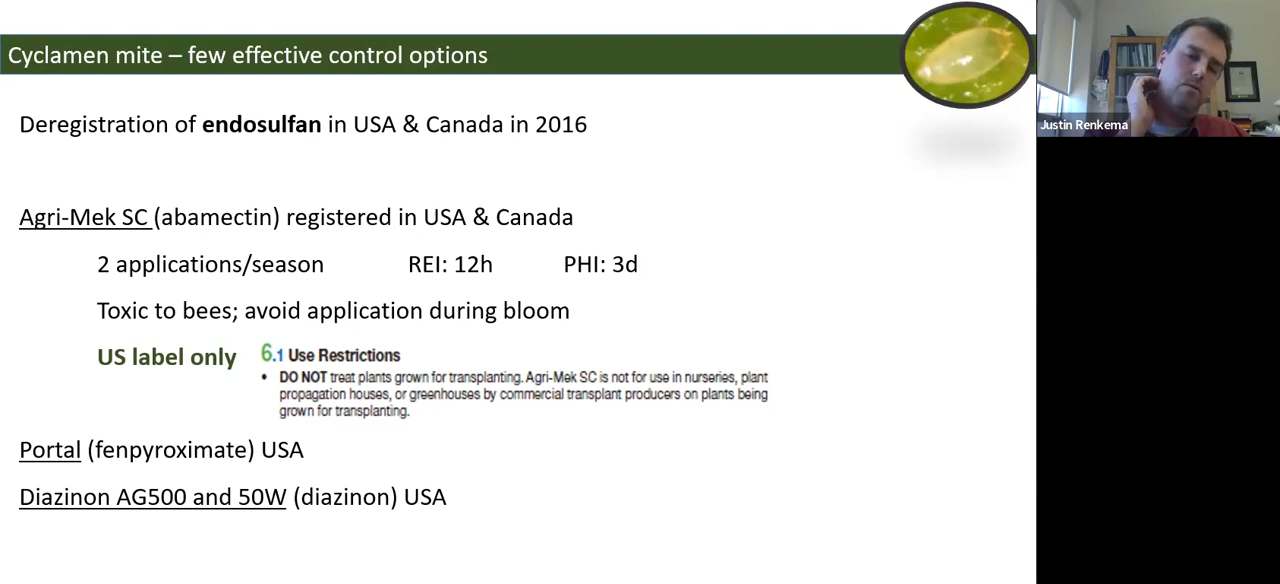 Cyclamen mite – few effective control options
Justin Renkema
Deregistration of endosulfan in USA & Canada in 2016
Agri-Mek SC (abamectin) registered in USA & Canada
2 applications/season REI: 12h PHI: 3d
Toxic to bees; avoid application during bloom
US label only 6.1 Use Restrictions
• DO NOT treat plants grown for transplanting. Agri-Mek SC is not for use in nurseries, plant
propagation houses, or greenhouses by commercial transplant producers on plants being
grown for transplanting.
Portal (fenpyroximate) USA
Diazinon AG500 and 50W (diazinon) USA